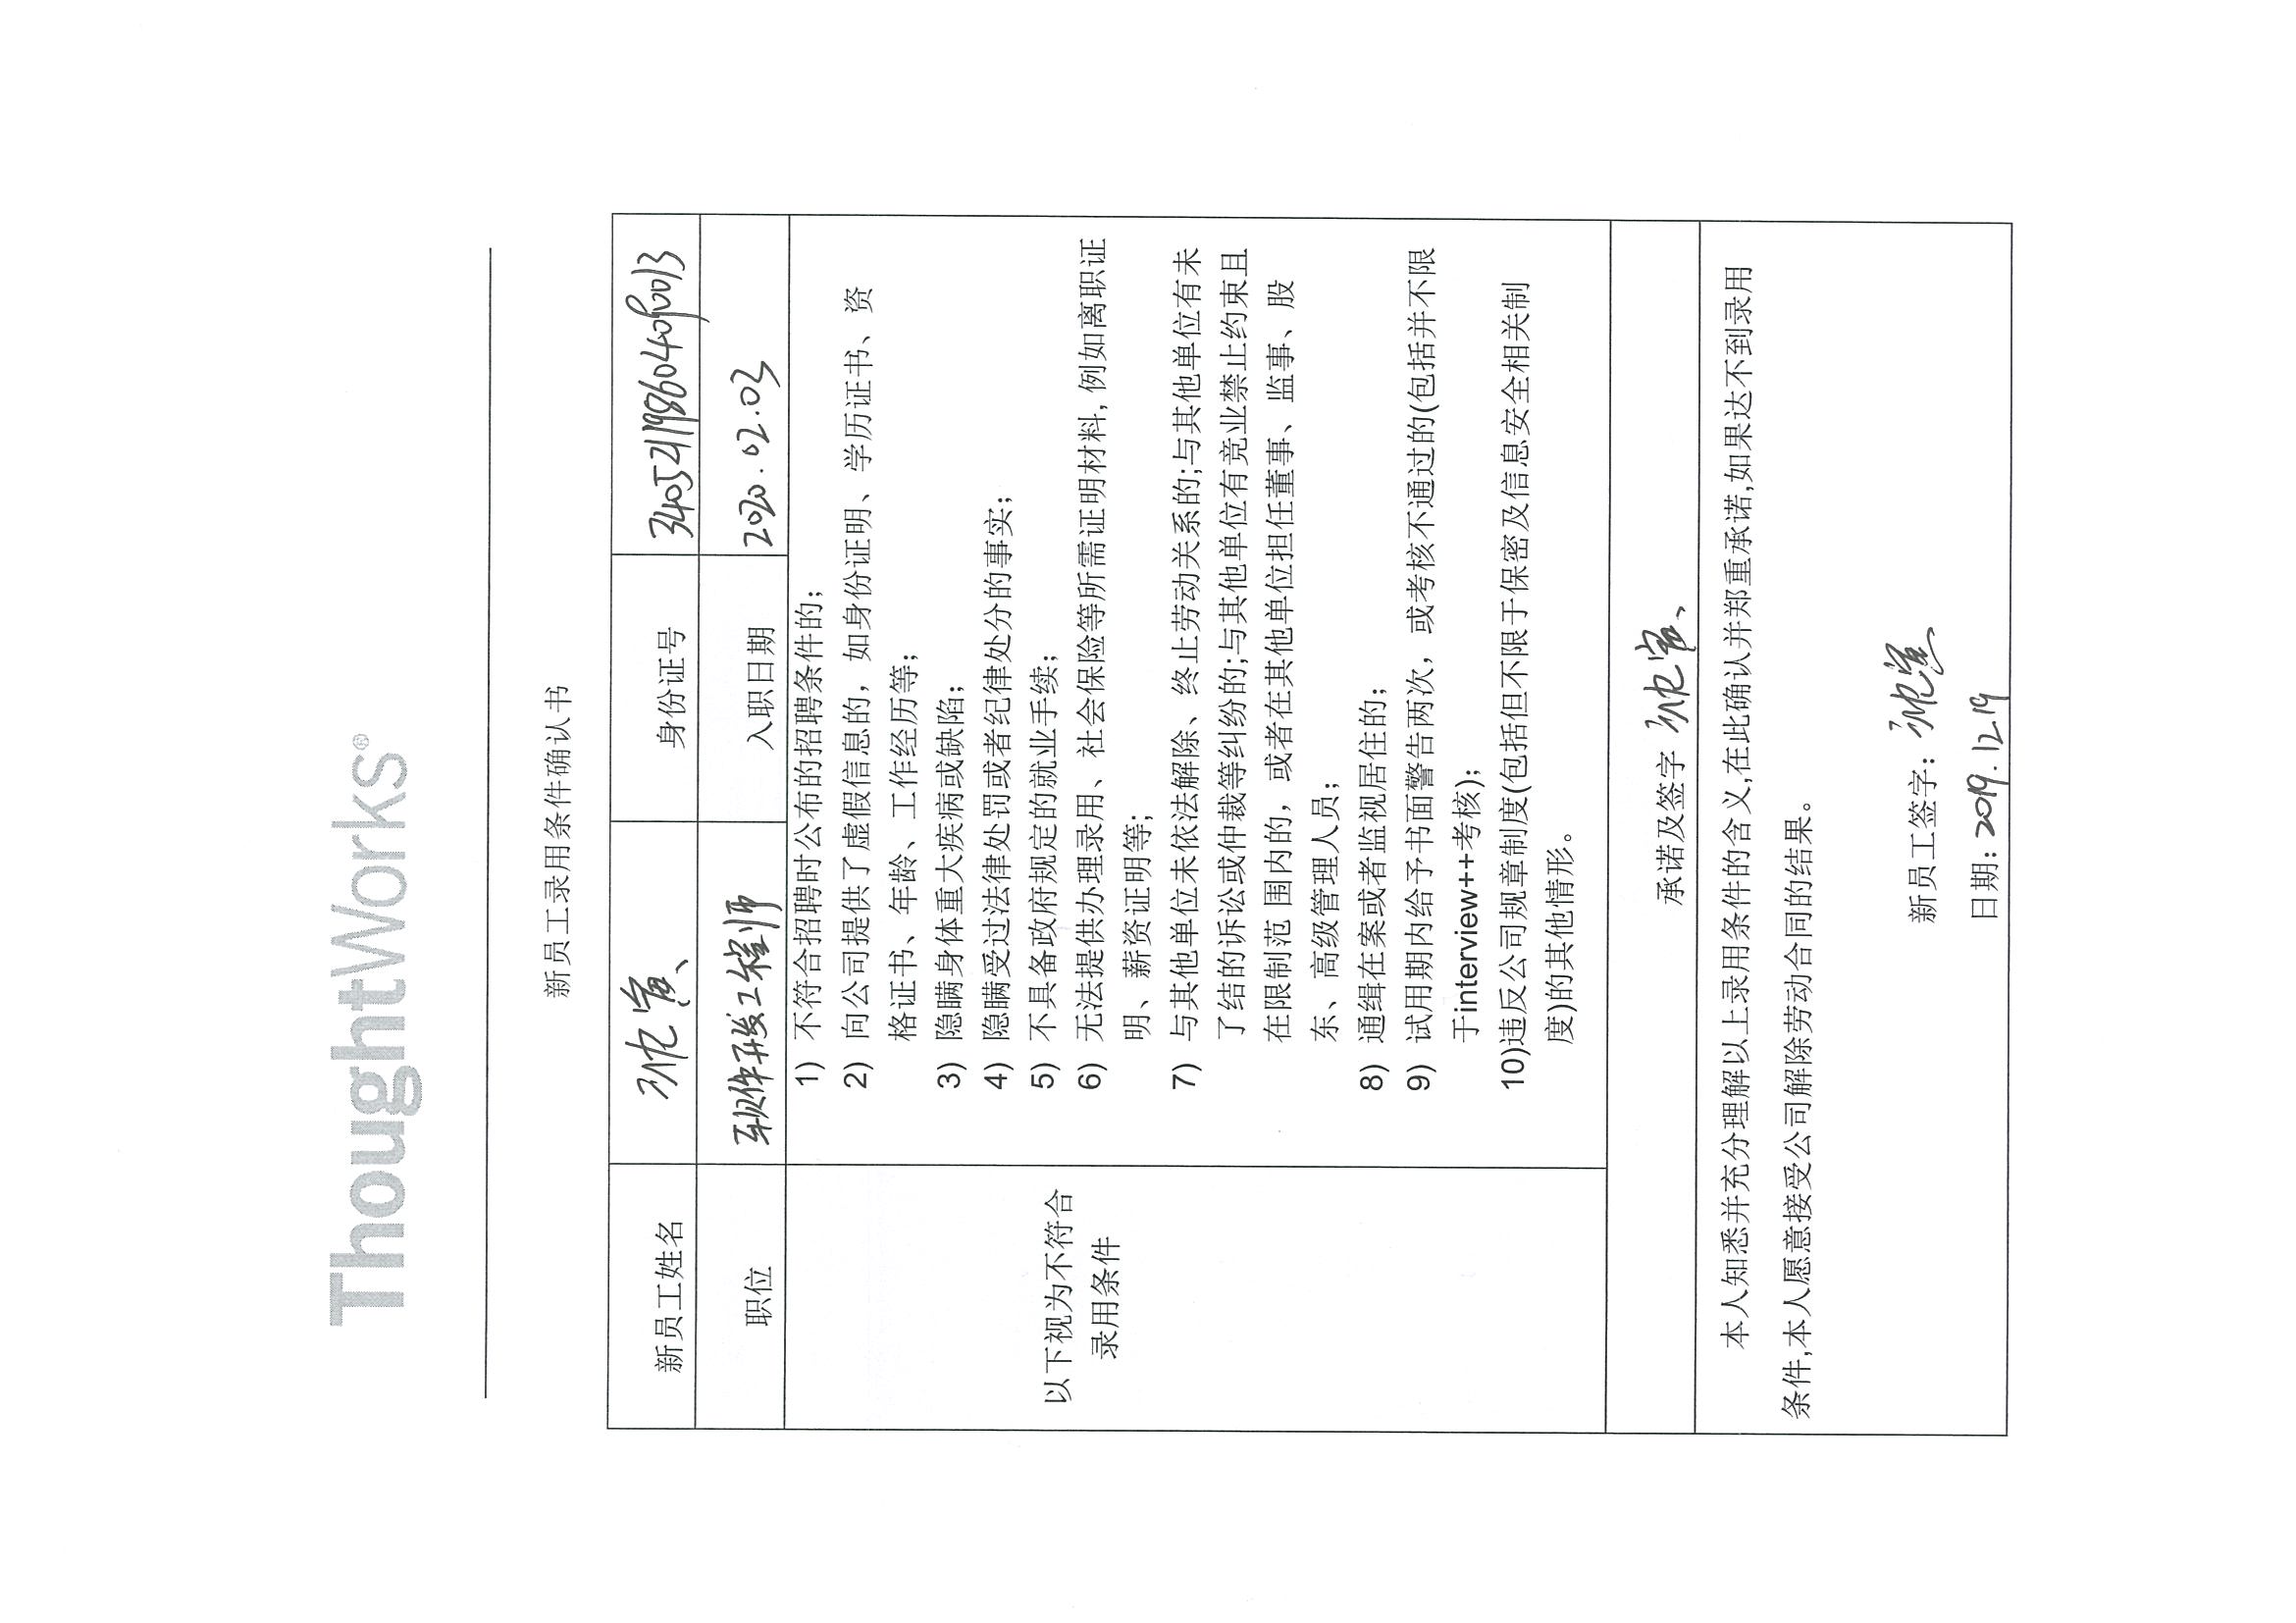 ThoughtWorks®
新员工录用条件确认书
新员工姓名 身份证号
职位 软件开发工程师 入职日期 2020.02.03
以下视为不符合
录用条件
1) 不符合招聘时公布的招聘条件的；
2) 向公司提供了虚假信息的，如身份证明、学历证书、资
格证书、年龄、工作经历等；
3) 隐瞒身体重大疾病或缺陷；
4) 隐瞒受过法律处罚或者纪律处分的事实；
5) 不具备政府规定的就业手续；
6) 无法提供办理录用、社会保险等所需证明材料,例如离职证
明、薪资证明等；
7) 与其他单位未依法解除、终止劳动关系的;与其他单位有未
了结的诉讼或仲裁等纠纷的;与其他单位有竞业禁止约束且
在限制范 围内的，或者在其他单位担任董事、监事、股
东、高级管理人员；
8) 通缉在案或者监视居住的；
9) 试用期内给予书面警告两次，或考核不通过的(包括并不限
于interview++考核)；
10)违反公司规章制度(包括但不限于保密及信息安全相关制
度)的其他情形。
承诺及签字
本人知悉并充分理解以上录用条件的含义,在此确认并郑重承诺,如果达不到录用
条件,本人愿意接受公司解除劳动合同的结果。
新员工签字：
日期: 2019.12.19